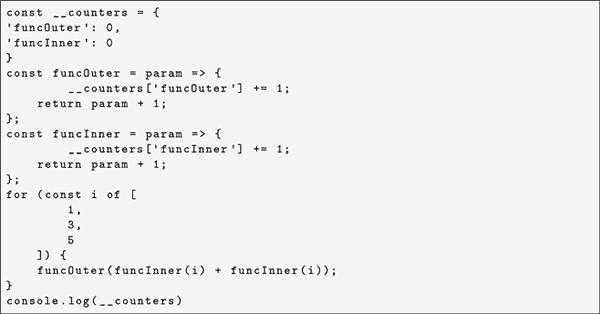 const __counters = {
'funcOuter': 0,
'funcInner': 0
}
const funcOuter = param => {
        __counters['funcOuter'] += 1;
    return param + 1;
};
const funcInner = param => {
        __counters['funcInner'] += 1;
    return param + 1;
};
for (const i of [
        1,
        3,
        5
    ]) {
    funcOuter(funcInner(i) + funcInner(i));
}
console.log(__counters)